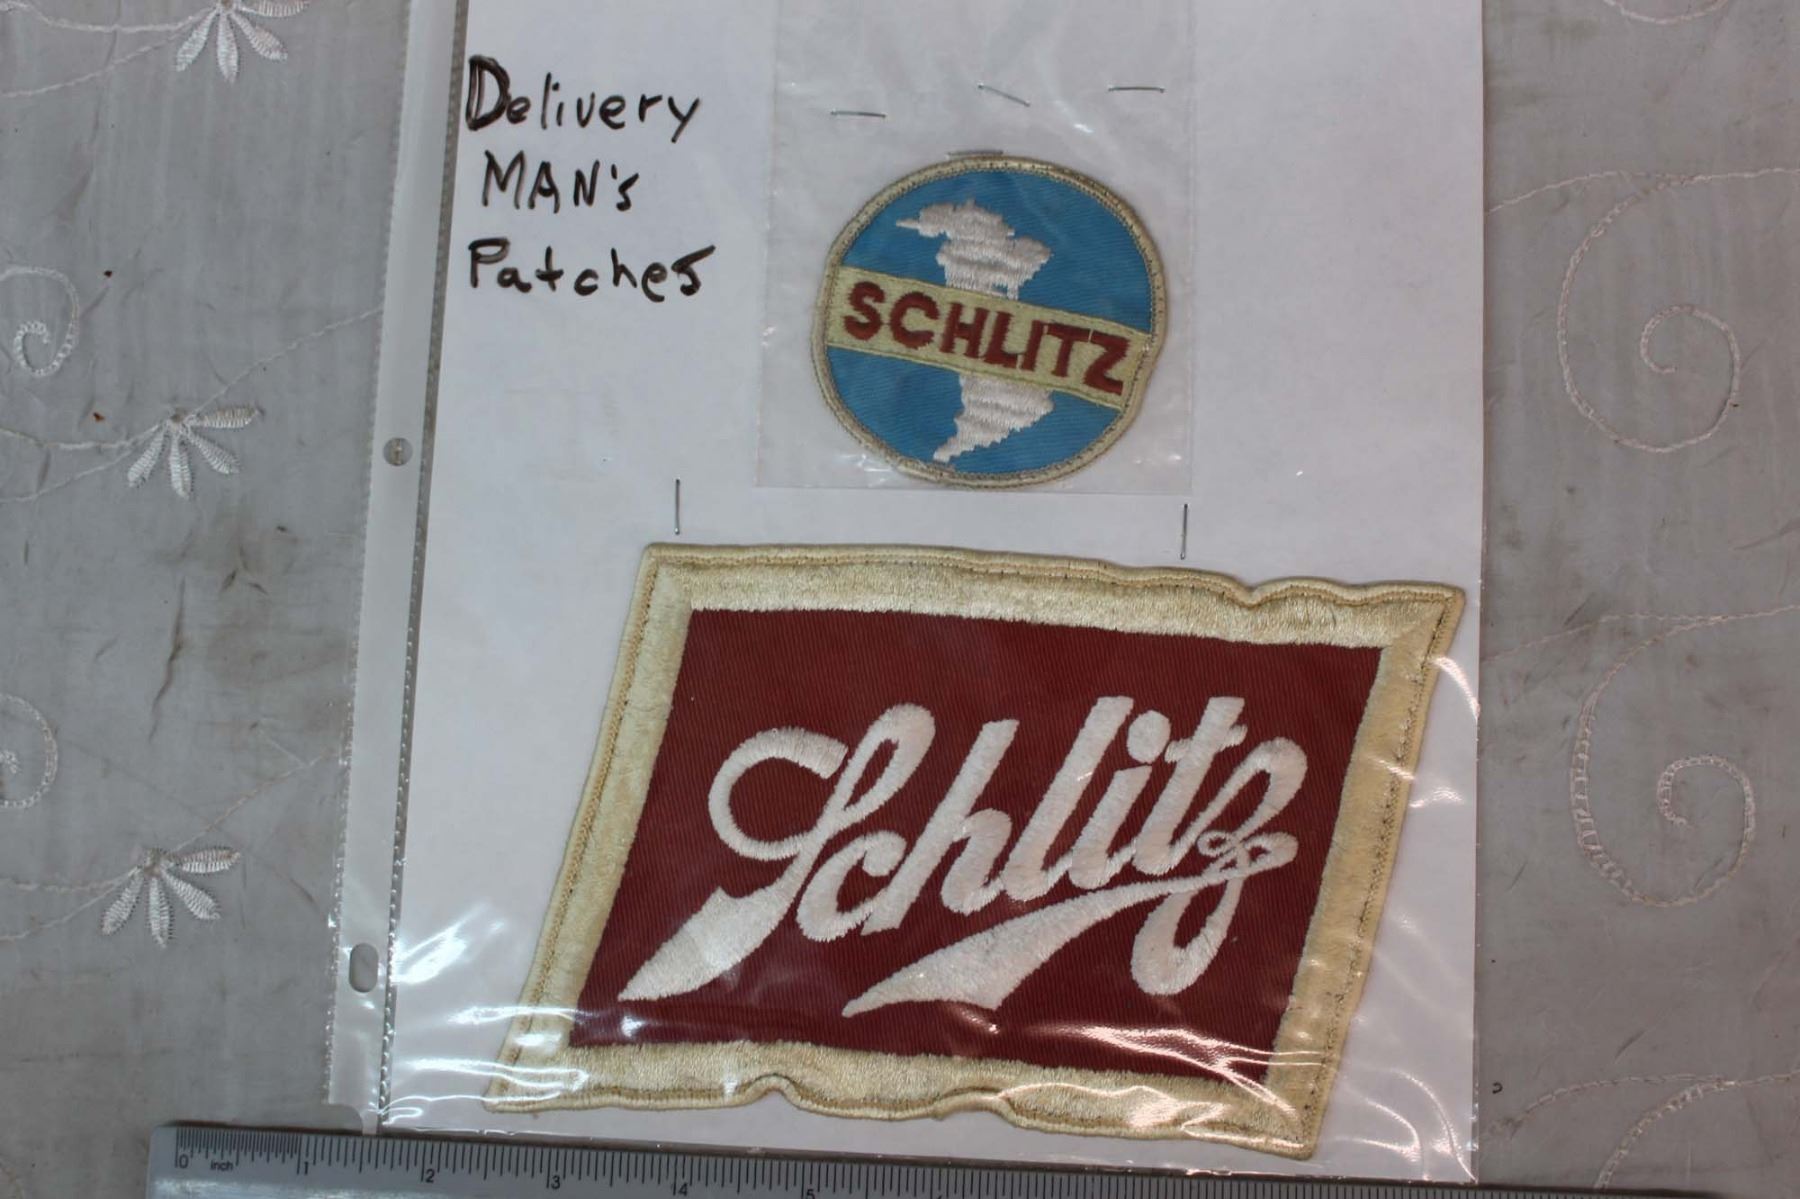 Delivery
MAN's
Patches
SCHLITZ
Schlitz
0 inch 1 2 3 4 5